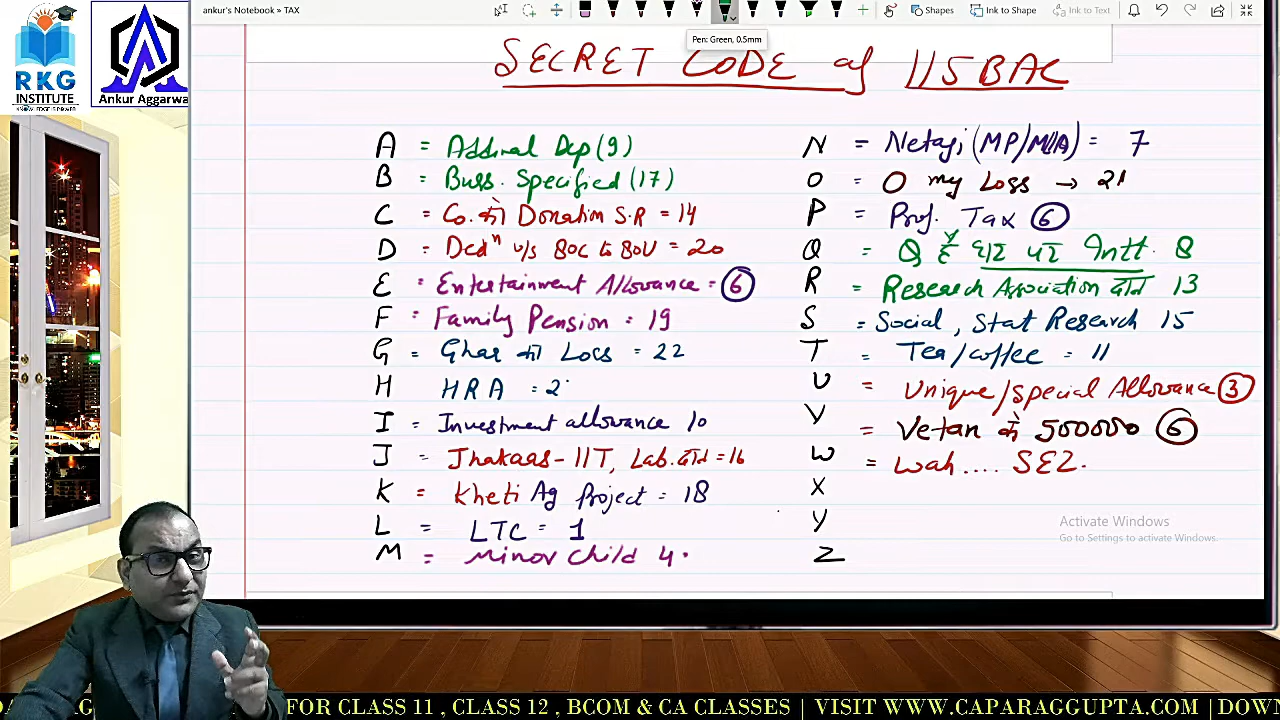 ankur's Notebook » TAX
Shapes
Ink to Shape
Ink to Text
Pen: Green, 0.5mm
RKG
INSTITUTE
Ankur Aggarwa
SECRET CODE of 115BAC
A = Addinal Dep (9)
B = Buss. Specified (17)
C = Co. को Donation S.R = 14
D = Dedⁿ u/s 80C to 80U = 20
E = Entertainment Allowance = 6
F = Family Pension = 19
G = Ghar का Loss = 22
H HRA = 2
I = Investment allowance 10
J = Jhakaas - IIT, Lab. = 16
K = Kheti Ag Project = 18
L = LTC = 1
M = Minor Child 4
N = Netagi (MP/MLA) = 7
O = O my Loss → 21
P = Prof. Tax 6
Q = Q घर पर Intt. 8
R = Research Association 13
S = Social, Stat Research 15
T = Tea/coffee = 11
U = Unique/Special Allowance 3
V = Vetan 500000 6
W = Wah.... SEZ.
X
Y
Z
Activate Windows
Go to Settings to activate Windows.
FOR CLASS 11 , CLASS 12 , BCOM & CA CLASSES | VISIT WWW.CAPARAGGUPTA.COM | DOW